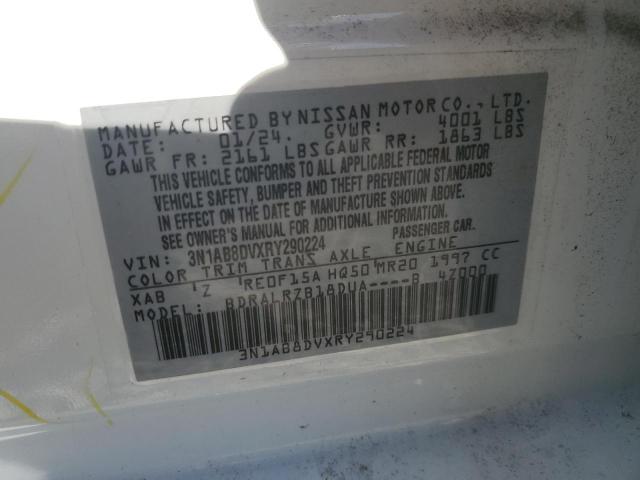 MANUFACTURED BY NISSAN MOTOR CO., LTD.
DATE: 01/24. GVWR: 4001 LBS
GAWR FR: 2161 LBS GAWR RR: 1863 LBS
THIS VEHICLE CONFORMS TO ALL APPLICABLE FEDERAL MOTOR
VEHICLE SAFETY, BUMPER AND THEFT PREVENTION STANDARDS
IN EFFECT ON THE DATE OF MANUFACTURE SHOWN ABOVE.
SEE OWNERS MANUAL FOR ADDITIONAL INFORMATION.
VIN: 3N1AB8DVXRY290224 PASSENGER CAR.
COLOR TRIM TRANS AXLE ENGINE
XAB 'Z 'RE0F15A HQ50 'MR20 1997 CC
MODEL: BDRALRZB18DUA----B 4Z000
3N1AB8DVXRY290224